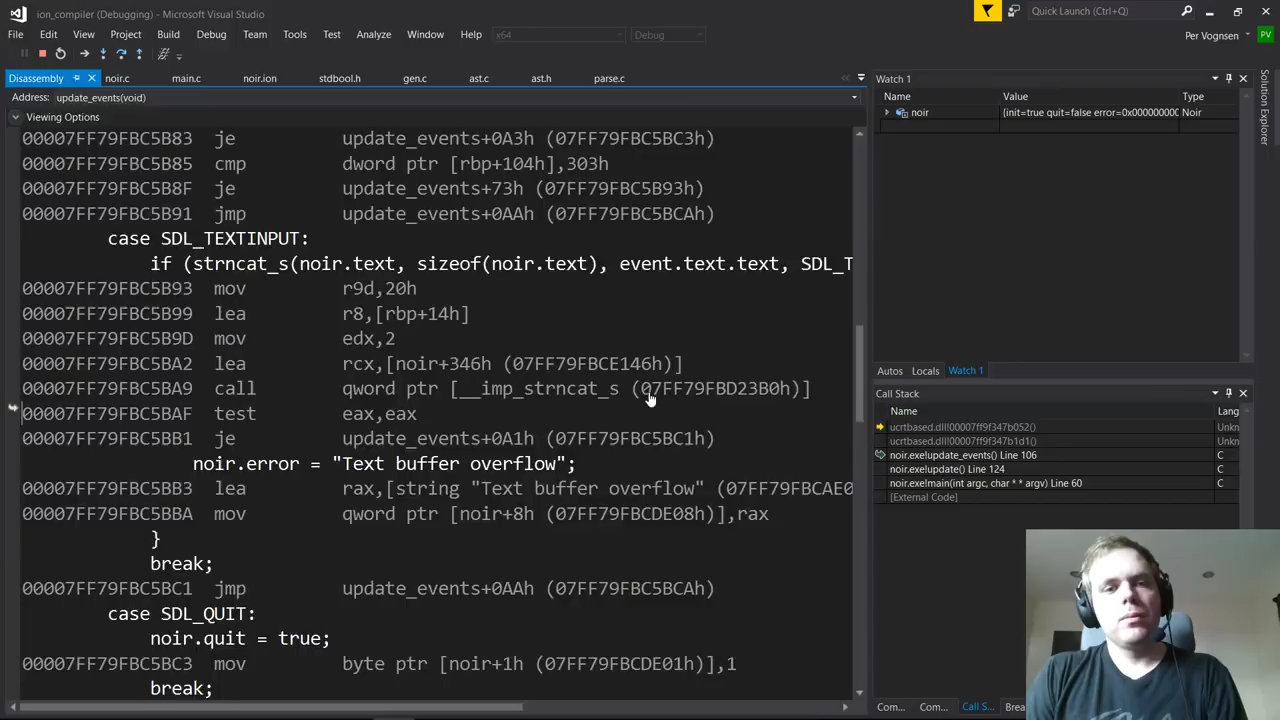 ion_compiler (Debugging) - Microsoft Visual Studio
Quick Launch (Ctrl+Q)
File Edit View Project Build Debug Team Tools Test Analyze Window Help x64 Debug
Per Vognsen PV
Disassembly noir.c main.c noir.ion stdbool.h gen.c ast.c ast.h parse.c
Address: update_events(void)
Viewing Options
00007FF79FBC5B83 je update_events+0A3h (07FF79FBC5BC3h)
00007FF79FBC5B85 cmp dword ptr [rbp+104h],303h
00007FF79FBC5B8F je update_events+73h (07FF79FBC5B93h)
00007FF79FBC5B91 jmp update_events+0AAh (07FF79FBC5BCAh)
case SDL_TEXTINPUT:
if (strncat_s(noir.text, sizeof(noir.text), event.text.text, SDL_T
00007FF79FBC5B93 mov r9d,20h
00007FF79FBC5B99 lea r8,[rbp+14h]
00007FF79FBC5B9D mov edx,2
00007FF79FBC5BA2 lea rcx,[noir+346h (07FF79FBCE146h)]
00007FF79FBC5BA9 call qword ptr [__imp_strncat_s (07FF79FBD23B0h)]
00007FF79FBC5BAF test eax,eax
00007FF79FBC5BB1 je update_events+0A1h (07FF79FBC5BC1h)
noir.error = "Text buffer overflow";
00007FF79FBC5BB3 lea rax,[string "Text buffer overflow" (07FF79FBCAE0
00007FF79FBC5BBA mov qword ptr [noir+8h (07FF79FBCDE08h)],rax
}
break;
00007FF79FBC5BC1 jmp update_events+0AAh (07FF79FBC5BCAh)
case SDL_QUIT:
noir.quit = true;
00007FF79FBC5BC3 mov byte ptr [noir+1h (07FF79FBCDE01h)],1
break;
Watch 1
Name Value Type
noir {init=true quit=false error=0x000000000 Noir
Autos Locals Watch 1
Call Stack
Name Lang
ucrtbased.dll!00007ff9f347b052() Unkn
ucrtbased.dll!00007ff9f347b1d1() Unkn
noir.exe!update_events() Line 106 C
noir.exe!update() Line 124 C
noir.exe!main(int argc, char * * argv) Line 60 C
[External Code]
Com... Com... Call S... Brea
Solution Explorer